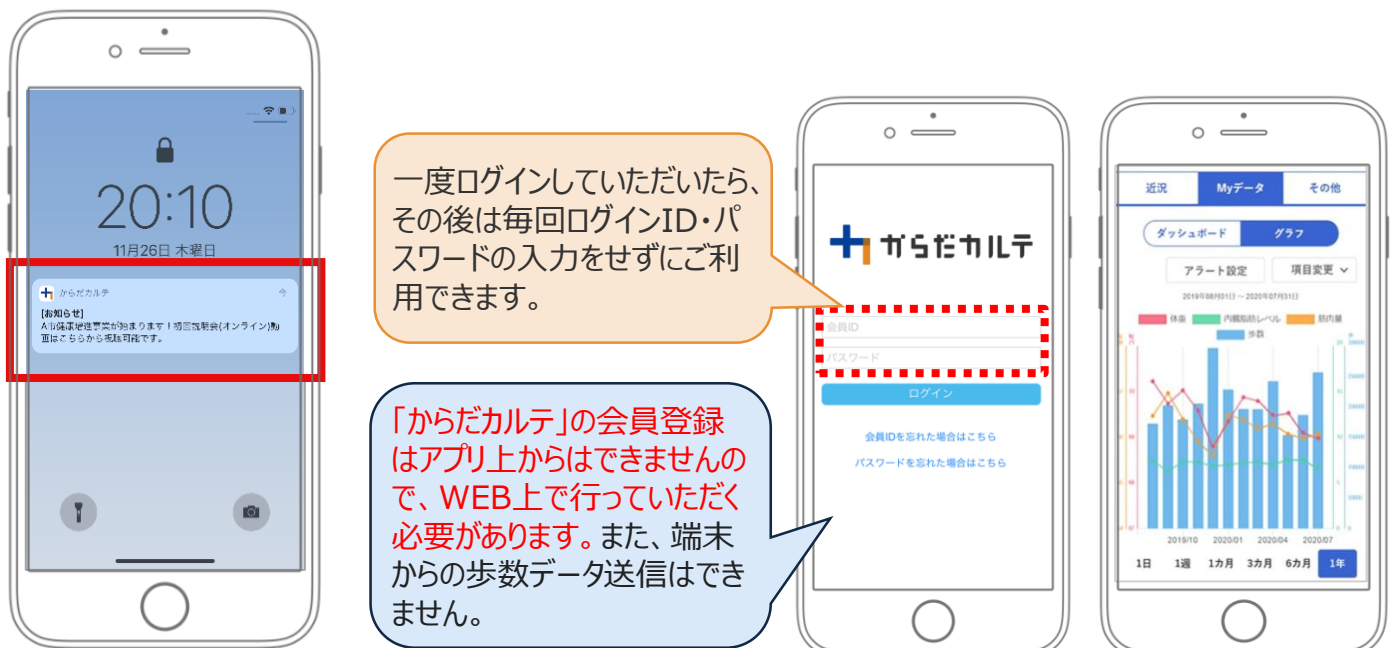 20:10
11月26日 木曜日
からだカルテ
今
[お知らせ]
A市健康増進事業が始まります！初回説明会(オンライン)動
画はこちらから視聴可能です。
一度ログインしていただいたら、
その後は毎回ログインID・パ
スワードの入力をせずにご利
用できます。
「からだカルテ」の会員登録
はアプリ上からはできませんの
で、WEB上で行っていただく
必要があります。また、端末
からの歩数データ送信はでき
ません。
からだカルテ
会員ID
パスワード
ログイン
会員IDを忘れた場合はこちら
パスワードを忘れた場合はこちら
近況 Myデータ その他
ダッシュボード グラフ
アラート設定 項目変更
2019年08月01日 ~ 2020年07月31日
体重 内臓脂肪レベル 筋肉量
歩数
2019/10 2020/01 2020/04 2020/07
1日 1週 1カ月 3カ月 6カ月 1年